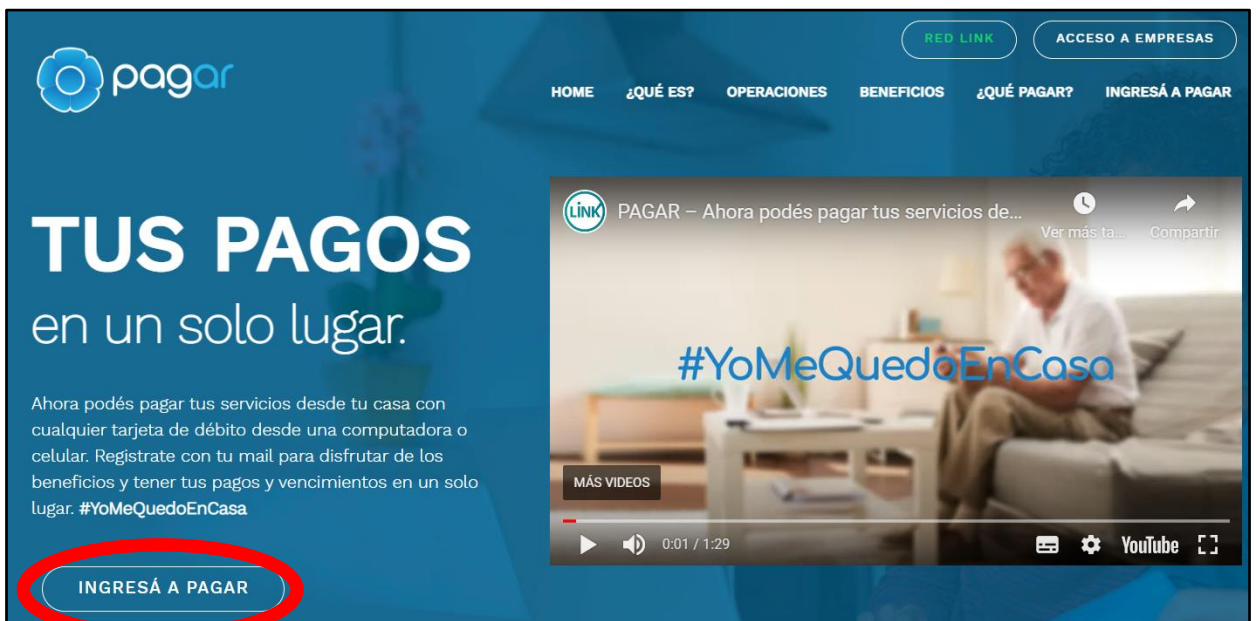 RED LINK
ACCESO A EMPRESAS
pagar
HOME ¿QUÉ ES? OPERACIONES BENEFICIOS ¿QUÉ PAGAR? INGRESÁ A PAGAR
TUS PAGOS
en un solo lugar.
Ahora podés pagar tus servicios desde tu casa con
cualquier tarjeta de débito desde una computadora o
celular. Registrate con tu mail para disfrutar de los
beneficios y tener tus pagos y vencimientos en un solo
lugar. #YoMeQuedoEnCasa
INGRESÁ A PAGAR
LINK
PAGAR – Ahora podés pagar tus servicios de...
Ver más ta...
Compartir
#YoMeQuedoEnCasa
MÁS VIDEOS
0:01 / 1:29
YouTube